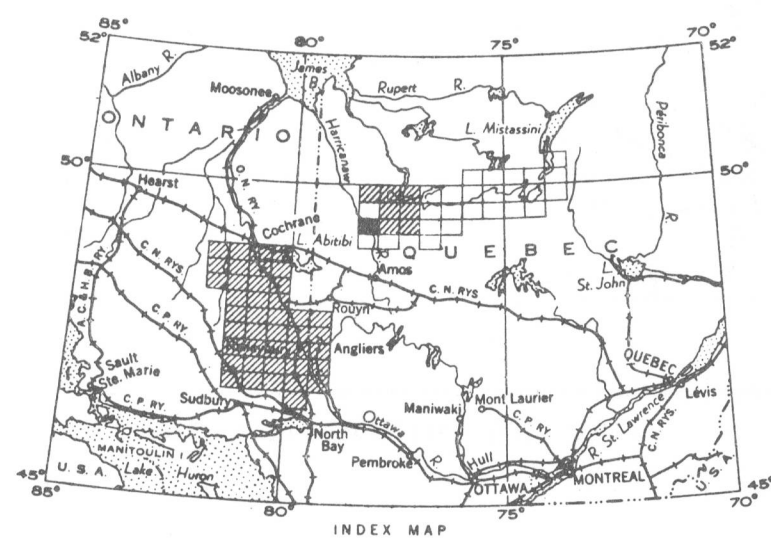 85°
80°
75°
70°
52°
52°
Albany R.
James
B.
Moosonee
Rupert R.
ONTARIO
Harricanaw
L. Mistassini
Péribonca
R.
50°
50°
Hearst
O. N. RY.
Cochrane
L. Abitibi
QUEBEC
C. N. RYS.
Amos
L.
St. John
A. C. & H. B. RY.
C. P. RY.
C. N. RYS
Rouyn
Angliers
QUEBEC
Lévis
Sault
Ste. Marie
C. P. RY.
Sudbury
Mont Laurier
Maniwaki
C. P. RY
Ottawa
R.
R. St. Lawrence
C. N. RYS.
MANITOULIN I.
North
Bay
Pembroke
Hull
OTTAWA
MONTREAL
U. S. A.
Lake Huron
U. S. A.
45°
85°
80°
75°
70°
45°
INDEX MAP